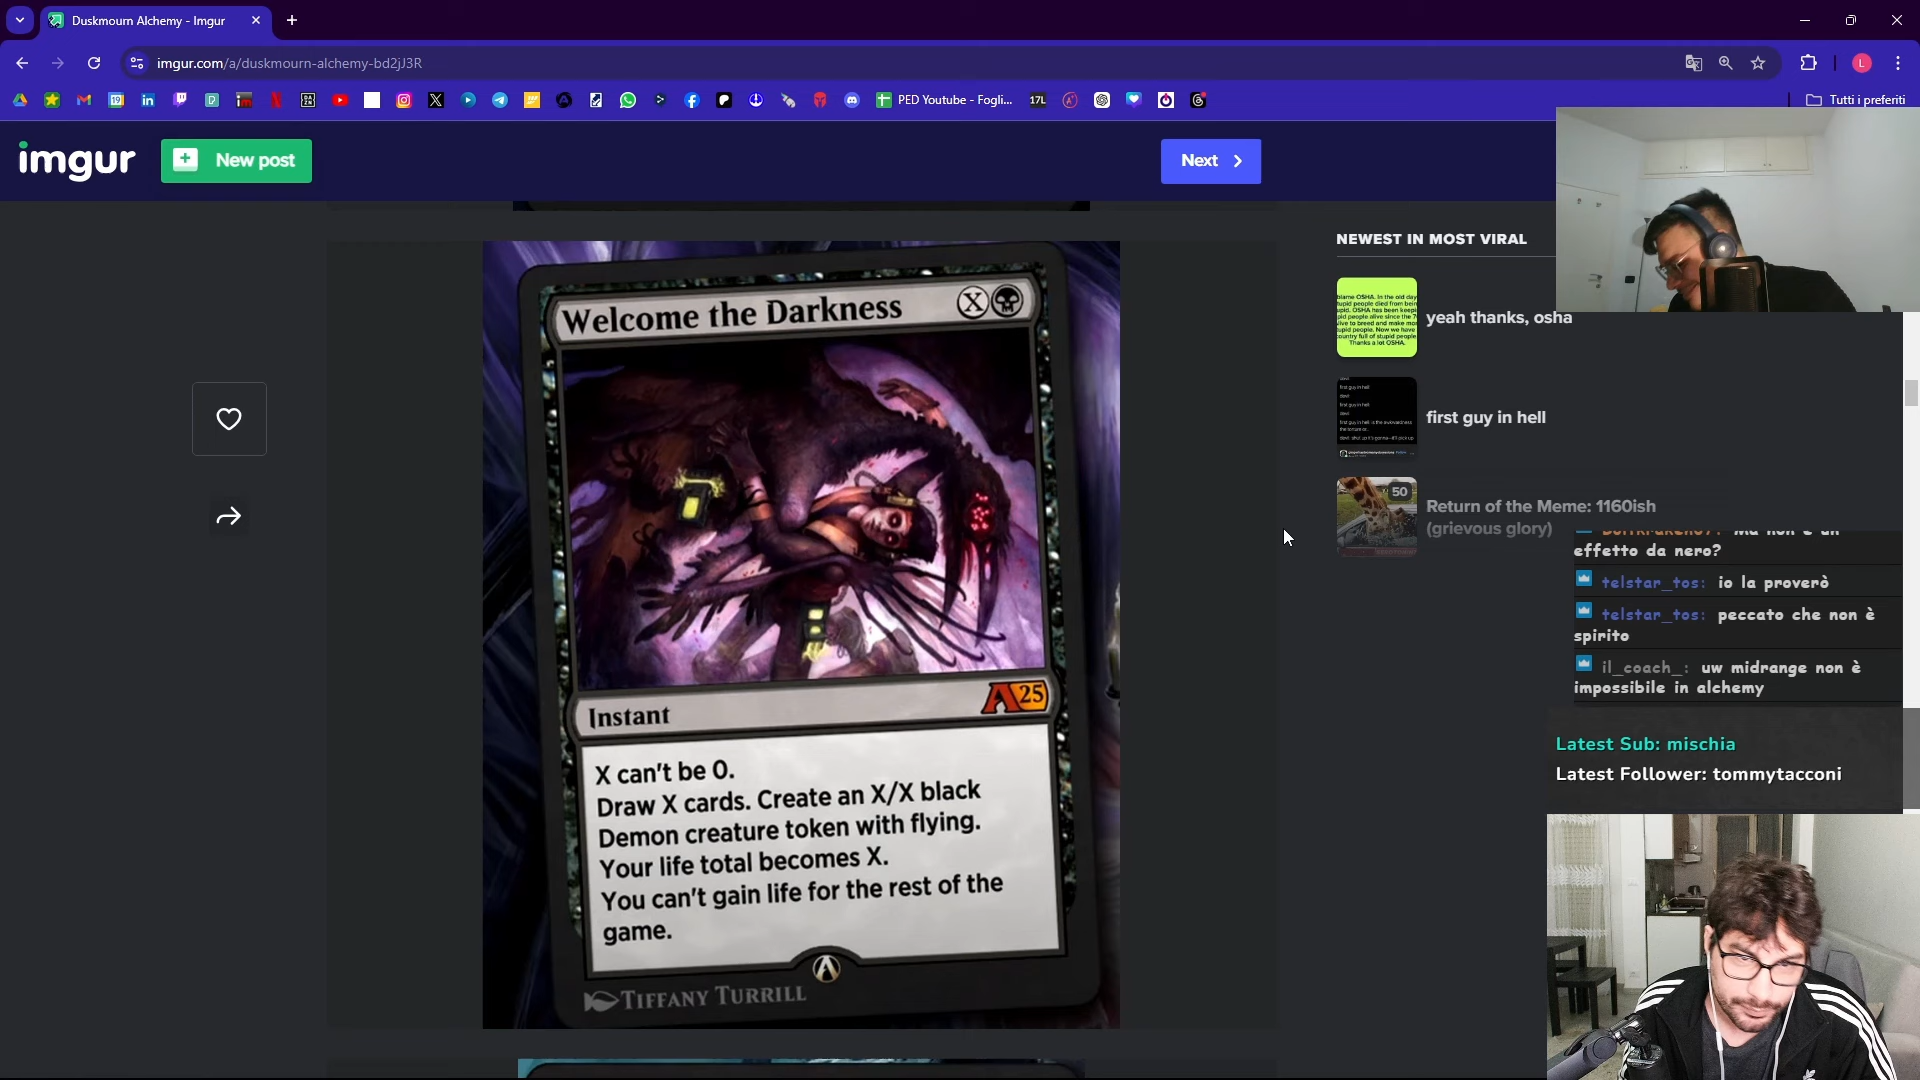 Duskmourn Alchemy - Imgur
imgur.com/a/duskmourn-alchemy-bd2jJ3R
PED Youtube - Fogli...
17L
Tutti i preferiti
imgur
New post
Next
NEWEST IN MOST VIRAL
yeah thanks, osha
first guy in hell
50
Return of the Meme: 1160ish
(grievous glory)
Welcome the Darkness
X
Instant
A25
X can't be 0.
Draw X cards. Create an X/X black
Demon creature token with flying.
Your life total becomes X.
You can't gain life for the rest of the
game.
TIFFANY TURRILL
effetto da nero?
telstar_tos: io la proverò
telstar_tos: peccato che non è
spirito
il_coach_: uw midrange non è
impossibile in alchemy
Latest Sub: mischia
Latest Follower: tommytacconi